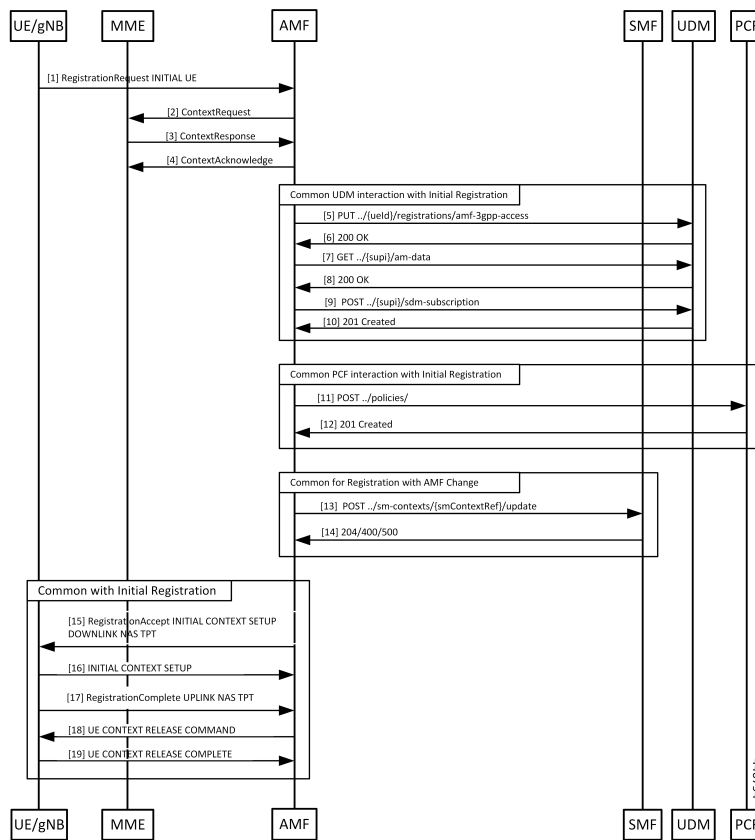 UE/gNB MME AMF SMF UDM PCF
[1] RegistrationRequest INITIAL UE
[2] ContextRequest
[3] ContextResponse
[4] ContextAcknowledge
Common UDM interaction with Initial Registration
[5] PUT ../{ueId}/registrations/amf-3gpp-access
[6] 200 OK
[7] GET ../{supi}/am-data
[8] 200 OK
[9] POST ../{supi}/sdm-subscription
[10] 201 Created
Common PCF interaction with Initial Registration
[11] POST ../policies/
[12] 201 Created
Common for Registration with AMF Change
[13] POST ../sm-contexts/{smContextRef}/update
[14] 204/400/500
Common with Initial Registration
[15] RegistrationAccept INITIAL CONTEXT SETUP
DOWNLINK NAS TPT
[16] INITIAL CONTEXT SETUP
[17] RegistrationComplete UPLINK NAS TPT
[18] UE CONTEXT RELEASE COMMAND
[19] UE CONTEXT RELEASE COMPLETE
UE/gNB MME AMF SMF UDM PCF